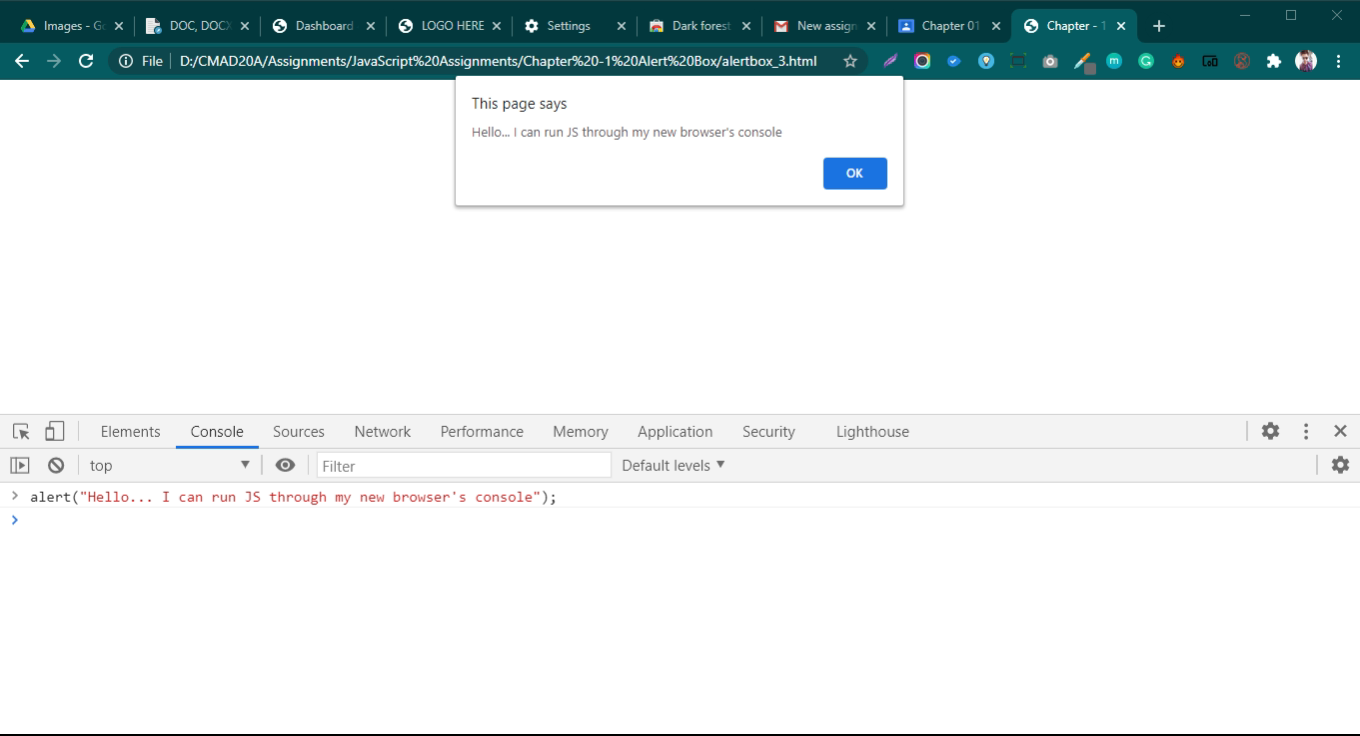 Images - Go DOC, DOCX Dashboard LOGO HERE Settings Dark forest New assign Chapter 01 Chapter - 1
File D:/CMAD20A/Assignments/JavaScript%20Assignments/Chapter%20-1%20Alert%20Box/alertbox_3.html
This page says
Hello... I can run JS through my new browser's console
OK
Elements Console Sources Network Performance Memory Application Security Lighthouse
top Filter Default levels
alert("Hello... I can run JS through my new browser's console");